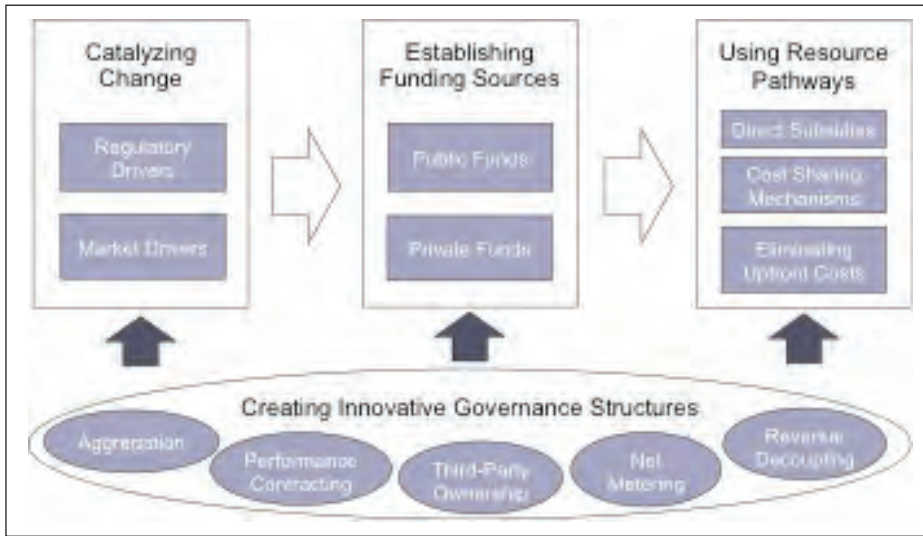 Catalyzing
Change
Regulatory
Drivers
Market Drivers
Establishing
Funding Sources
Public Funds
Private Funds
Using Resource
Pathways
Direct Subsidies
Cost Sharing
Mechanisms
Eliminating
Upfront Costs
Creating Innovative Governance Structures
Aggregation
Performance
Contracting
Third-Party
Ownership
Net
Metering
Revenue
Decoupling